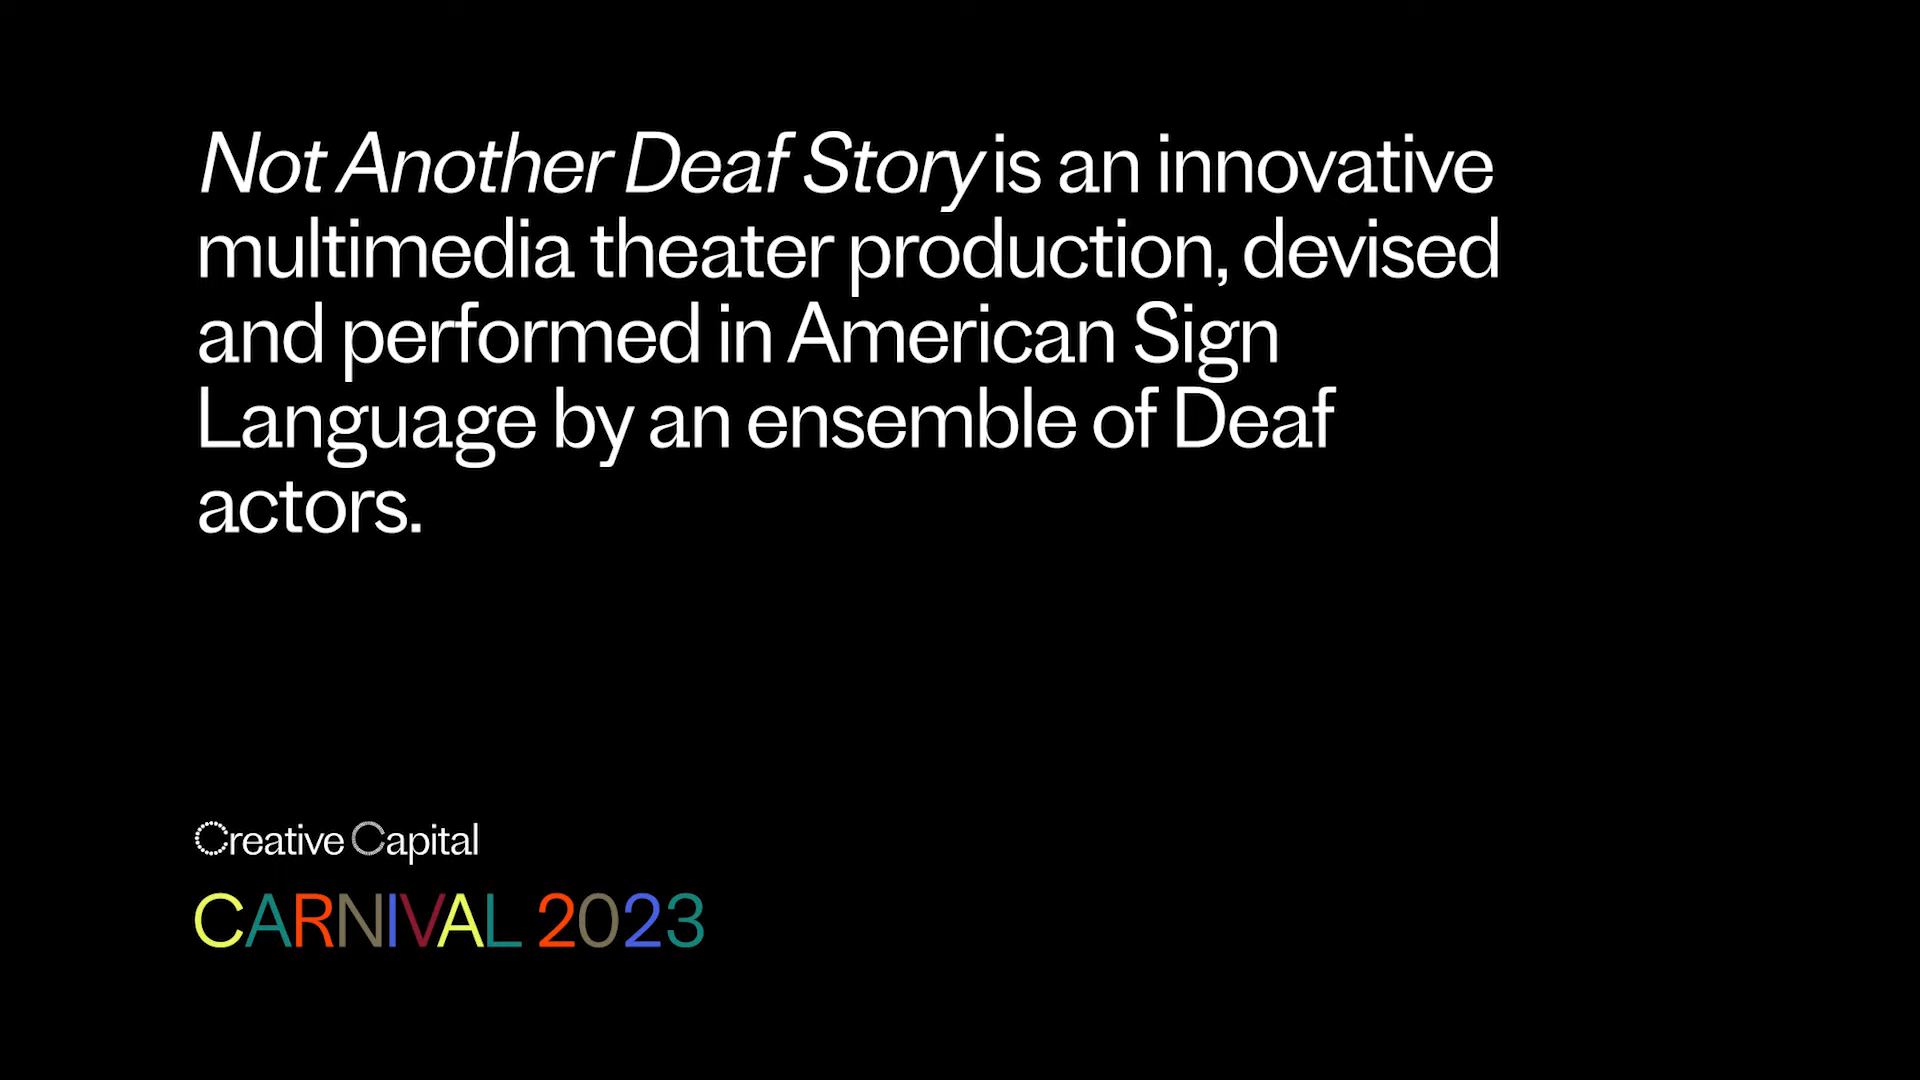 Not Another Deaf Story is an innovative
multimedia theater production, devised
and performed in American Sign
Language by an ensemble of Deaf
actors.
Creative Capital
CARNIVAL 2023